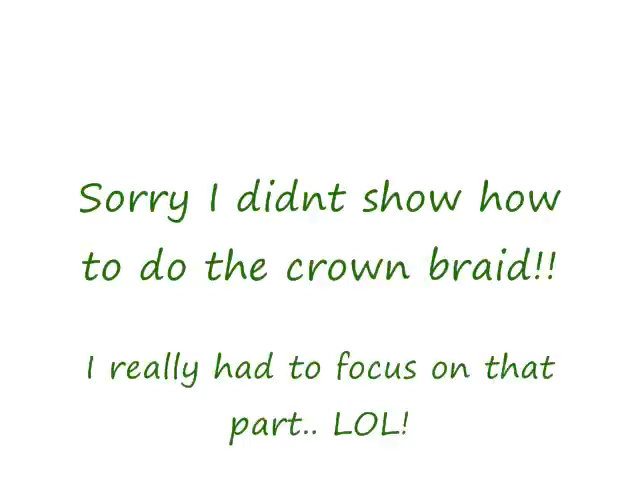 Sorry I didnt show how
to do the crown braid!!
I really had to focus on that
part.. LOL!